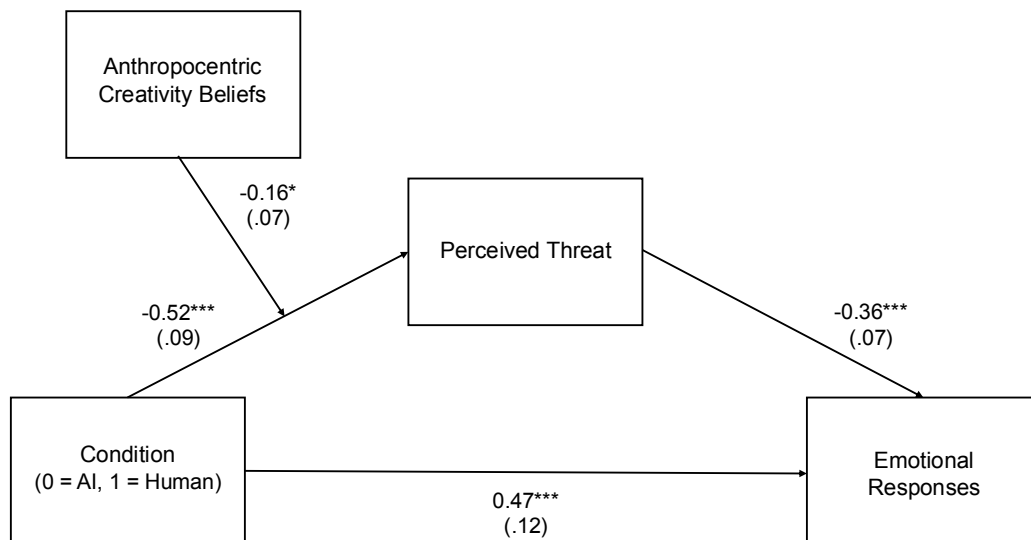 Anthropocentric
Creativity Beliefs
-0.16*
(.07)
Perceived Threat
-0.52***
(.09)
-0.36***
(.07)
Condition
(0 = AI, 1 = Human)
Emotional
Responses
0.47***
(.12)